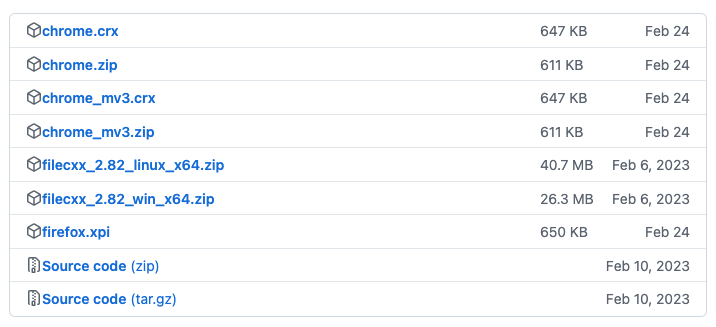 chrome.crx 647 KB Feb 24
chrome.zip 611 KB Feb 24
chrome_mv3.crx 647 KB Feb 24
chrome_mv3.zip 611 KB Feb 24
filecxx_2.82_linux_x64.zip 40.7 MB Feb 6, 2023
filecxx_2.82_win_x64.zip 26.3 MB Feb 6, 2023
firefox.xpi 650 KB Feb 24
Source code (zip) Feb 10, 2023
Source code (tar.gz) Feb 10, 2023